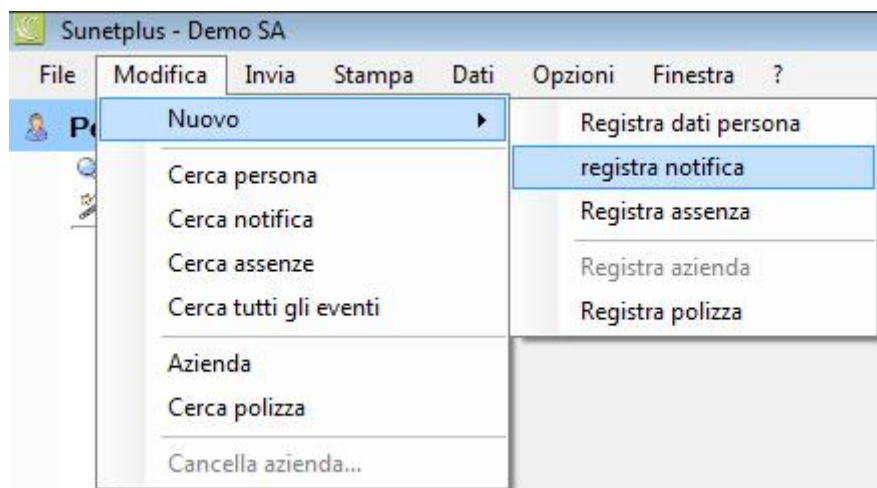 Sunetplus - Demo SA
File Modifica Invia Stampa Dati Opzioni Finestra ?
Nuovo
Cerca persona
Cerca notifica
Cerca assenze
Cerca tutti gli eventi
Azienda
Cerca polizza
Cancella azienda...
Registra dati persona
registra notifica
Registra assenza
Registra azienda
Registra polizza